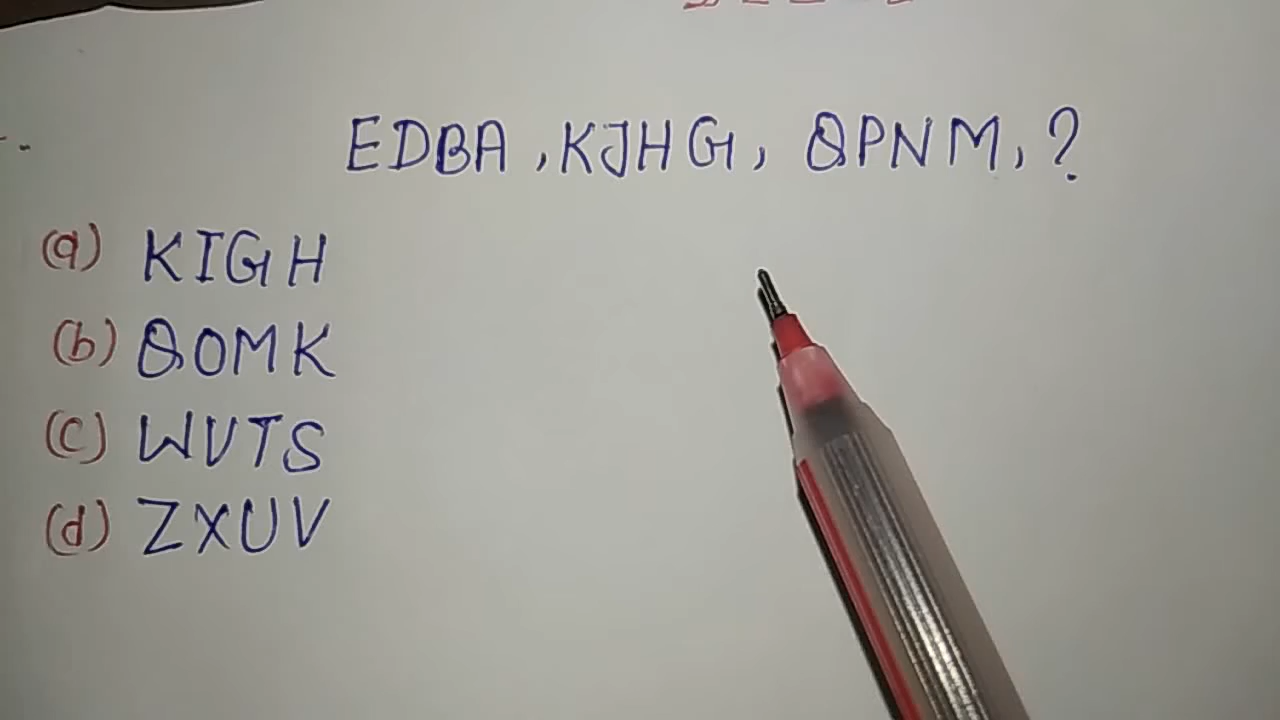 EDBA, KJHG, QPNM, ?
(a) KIGH
(b) QOMK
(c) WVTS
(d) ZXUV